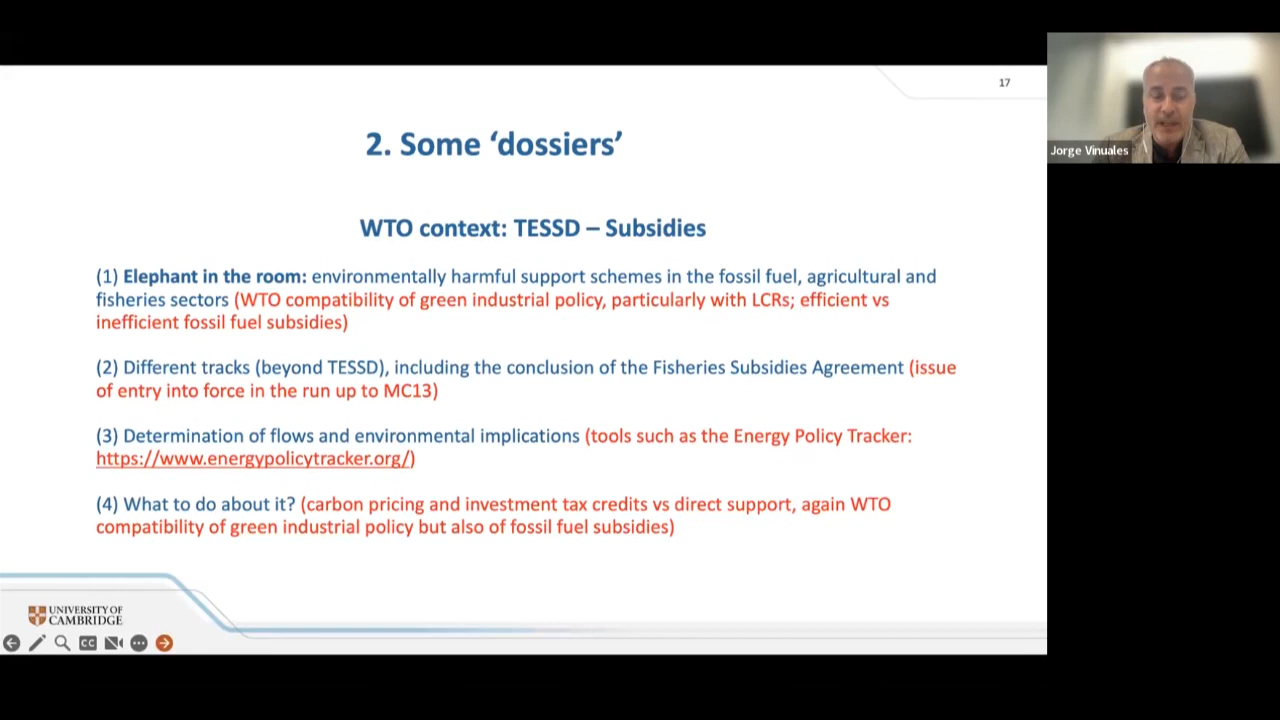 17
Jorge Vinuales
2. Some ‘dossiers’
WTO context: TESSD – Subsidies
(1) Elephant in the room: environmentally harmful support schemes in the fossil fuel, agricultural and
fisheries sectors (WTO compatibility of green industrial policy, particularly with LCRs; efficient vs
inefficient fossil fuel subsidies)
(2) Different tracks (beyond TESSD), including the conclusion of the Fisheries Subsidies Agreement (issue
of entry into force in the run up to MC13)
(3) Determination of flows and environmental implications (tools such as the Energy Policy Tracker:
https://www.energypolicytracker.org/)
(4) What to do about it? (carbon pricing and investment tax credits vs direct support, again WTO
compatibility of green industrial policy but also of fossil fuel subsidies)
UNIVERSITY OF
CAMBRIDGE
CC